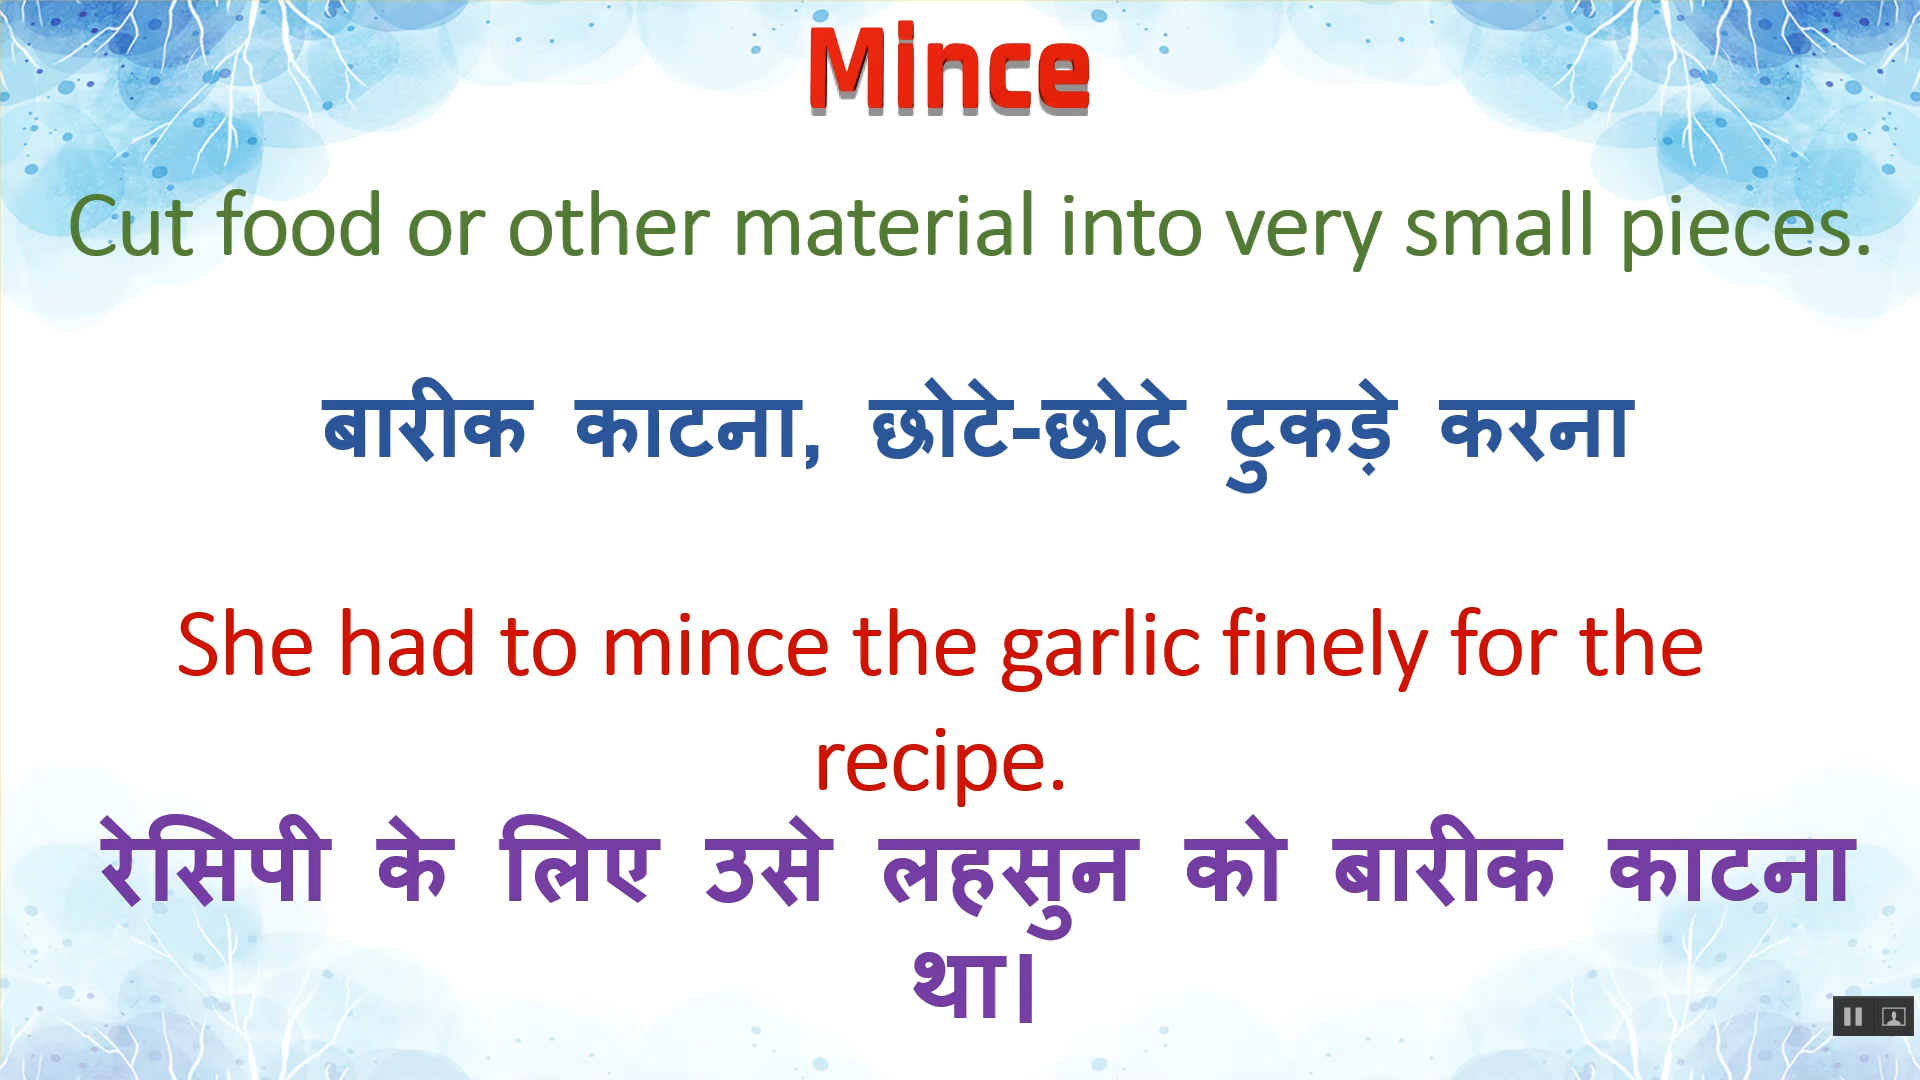 Mince
Cut food or other material into very small pieces.
बारीक काटना, छोटे-छोटे टुकड़े करना
She had to mince the garlic finely for the
recipe.
रेसिपी के लिए उसे लहसुन को बारीक काटना
था।